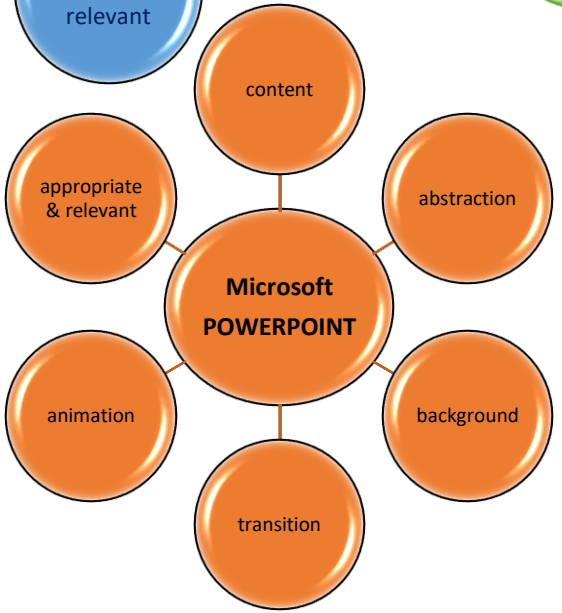 relevant
content
appropriate
& relevant
abstraction
Microsoft
POWERPOINT
animation
background
transition